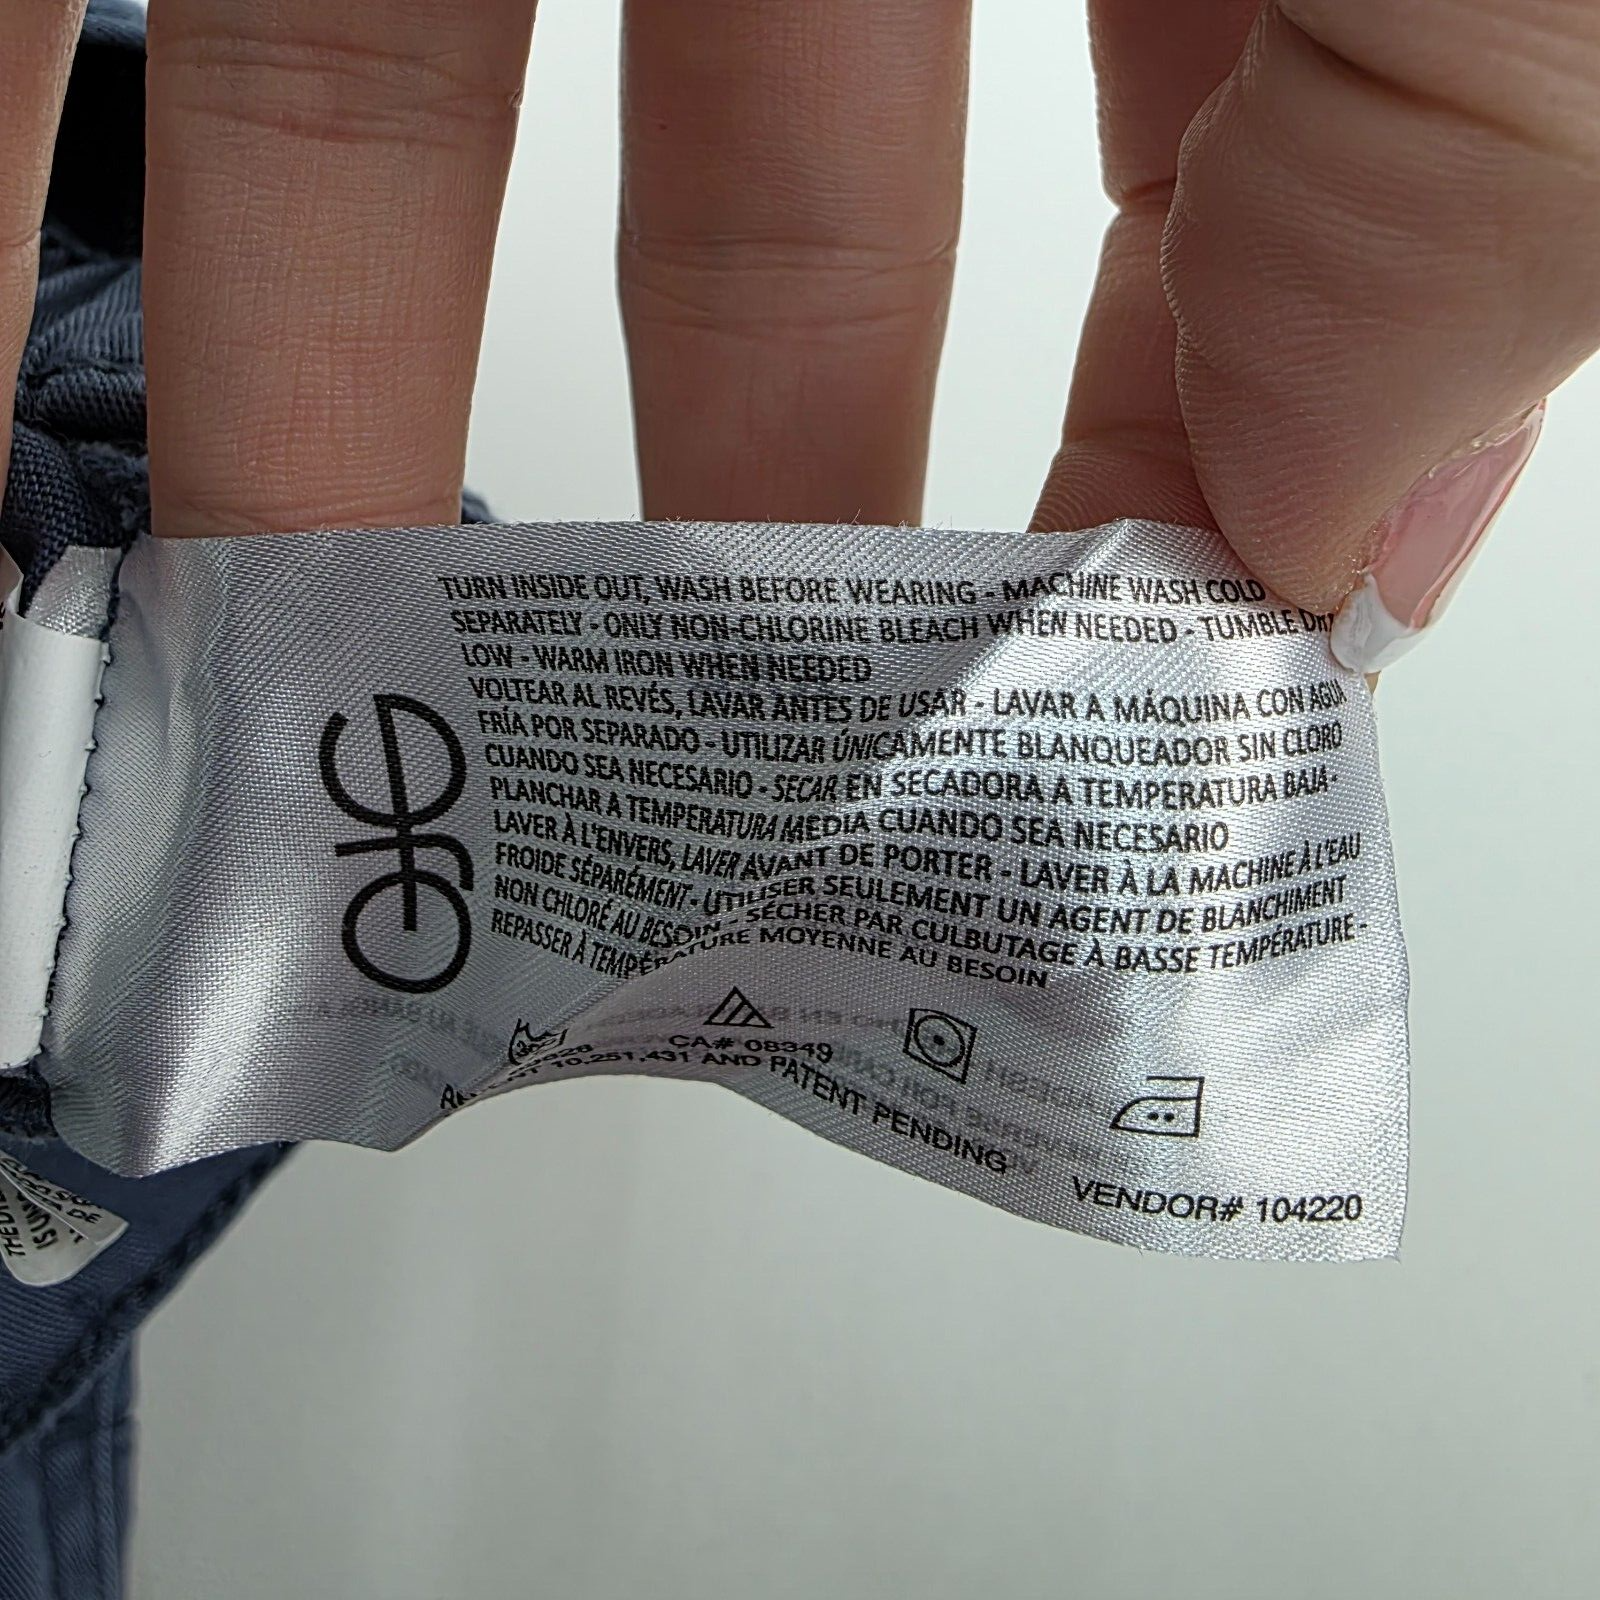 TURN INSIDE OUT, WASH BEFORE WEARING - MACHINE WASH COLD
SEPARATELY - ONLY NON-CHLORINE BLEACH WHEN NEEDED - TUMBLE DRY
LOW - WARM IRON WHEN NEEDED
VOLTEAR AL REVÉS, LAVAR ANTES DE USAR - LAVAR A MÁQUINA CON AGUA
FRÍA POR SEPARADO - UTILIZAR ÚNICAMENTE BLANQUEADOR SIN CLORO
CUANDO SEA NECESARIO - SECAR EN SECADORA A TEMPERATURA BAJA -
PLANCHAR A TEMPERATURA MEDIA CUANDO SEA NECESARIO
LAVER À L'ENVERS, LAVER AVANT DE PORTER - LAVER À LA MACHINE À L'EAU
FROIDE SÉPARÉMENT - UTILISER SEULEMENT UN AGENT DE BLANCHIMENT
NON CHLORÉ AU BESOIN - SÉCHER PAR CULBUTAGE À BASSE TEMPÉRATURE -
REPASSER À TEMPÉRATURE MOYENNE AU BESOIN
CA# 08349
10,251,431 AND PATENT PENDING
VENDOR# 104220